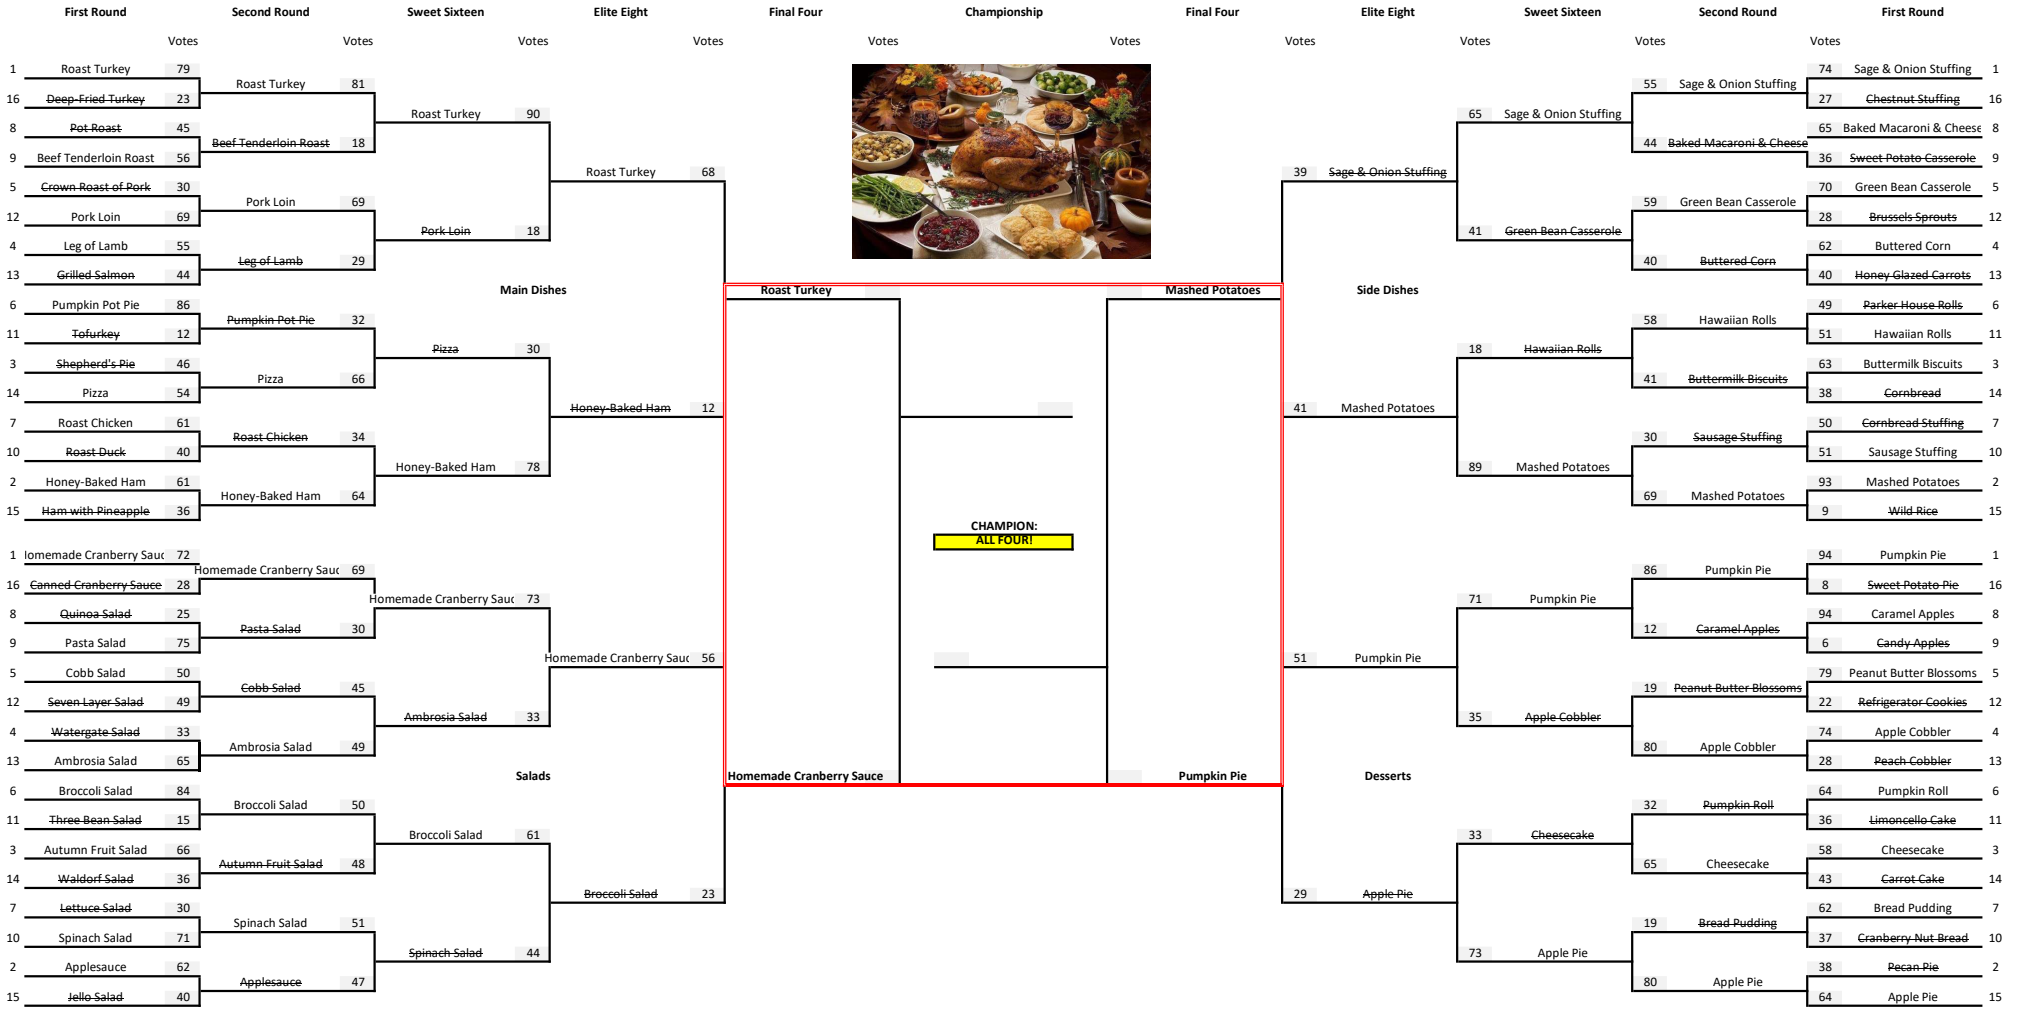 First Round Second Round Sweet Sixteen Elite Eight Final Four Championship Final Four Elite Eight Sweet Sixteen Second Round First Round
Votes Votes Votes Votes Votes Votes Votes Votes Votes Votes
1 Roast Turkey 79
16 Deep-Fried Turkey 23
8 Pot Roast 45
9 Beef Tenderloin Roast 56
5 Crown Roast of Pork 30
12 Pork Loin 69
4 Leg of Lamb 55
13 Grilled Salmon 44
6 Pumpkin Pot Pie 86
11 Tofurkey 12
3 Shepherd's Pie 46
14 Pizza 54
7 Roast Chicken 61
10 Roast Duck 40
2 Honey-Baked Ham 61
15 Ham with Pineapple 36
Roast Turkey 81
Beef Tenderloin Roast 18
Pork Loin 69
Leg of Lamb 29
Pumpkin Pot Pie 32
Pizza 66
Roast Chicken 34
Honey-Baked Ham 64
Roast Turkey 90
Pork Loin 18
Main Dishes
Pizza 30
Honey-Baked Ham 78
Roast Turkey 68
Honey-Baked Ham 12
1 Homemade Cranberry Sauc 72
16 Canned Cranberry Sauce 28
8 Quinoa Salad 25
9 Pasta Salad 75
5 Cobb Salad 50
12 Seven Layer Salad 49
4 Watergate Salad 33
13 Ambrosia Salad 65
6 Broccoli Salad 84
11 Three Bean Salad 15
3 Autumn Fruit Salad 66
14 Waldorf Salad 36
7 Lettuce Salad 30
10 Spinach Salad 71
2 Applesauce 62
15 Jello Salad 40
Homemade Cranberry Sauc 69
Pasta Salad 30
Cobb Salad 45
Ambrosia Salad 49
Broccoli Salad 50
Autumn Fruit Salad 48
Spinach Salad 51
Applesauce 47
Homemade Cranberry Sauc 73
Ambrosia Salad 33
Salads
Broccoli Salad 61
Spinach Salad 44
Homemade Cranberry Sauc 56
Broccoli Salad 23
Roast Turkey
Homemade Cranberry Sauce
CHAMPION:
ALL FOUR!
Mashed Potatoes
Pumpkin Pie
39 Sage & Onion Stuffing
41 Mashed Potatoes
65 Sage & Onion Stuffing
41 Green Bean Casserole
Side Dishes
18 Hawaiian Rolls
89 Mashed Potatoes
55 Sage & Onion Stuffing
44 Baked Macaroni & Cheese
59 Green Bean Casserole
40 Buttered Corn
58 Hawaiian Rolls
41 Buttermilk Biscuits
30 Sausage Stuffing
69 Mashed Potatoes
74 Sage & Onion Stuffing 1
27 Chestnut Stuffing 16
65 Baked Macaroni & Cheese 8
36 Sweet Potato Casserole 9
70 Green Bean Casserole 5
28 Brussels Sprouts 12
62 Buttered Corn 4
40 Honey Glazed Carrots 13
49 Parker House Rolls 6
51 Hawaiian Rolls 11
63 Buttermilk Biscuits 3
38 Cornbread 14
50 Cornbread Stuffing 7
51 Sausage Stuffing 10
93 Mashed Potatoes 2
9 Wild Rice 15
51 Pumpkin Pie
29 Apple Pie
71 Pumpkin Pie
35 Apple Cobbler
Desserts
33 Cheesecake
73 Apple Pie
86 Pumpkin Pie
12 Caramel Apples
19 Peanut Butter Blossoms
80 Apple Cobbler
32 Pumpkin Roll
65 Cheesecake
19 Bread Pudding
80 Apple Pie
94 Pumpkin Pie 1
8 Sweet Potato Pie 16
94 Caramel Apples 8
6 Candy Apples 9
79 Peanut Butter Blossoms 5
22 Refrigerator Cookies 12
74 Apple Cobbler 4
28 Peach Cobbler 13
64 Pumpkin Roll 6
36 Limoncello Cake 11
58 Cheesecake 3
43 Carrot Cake 14
62 Bread Pudding 7
37 Cranberry Nut Bread 10
38 Pecan Pie 2
64 Apple Pie 15